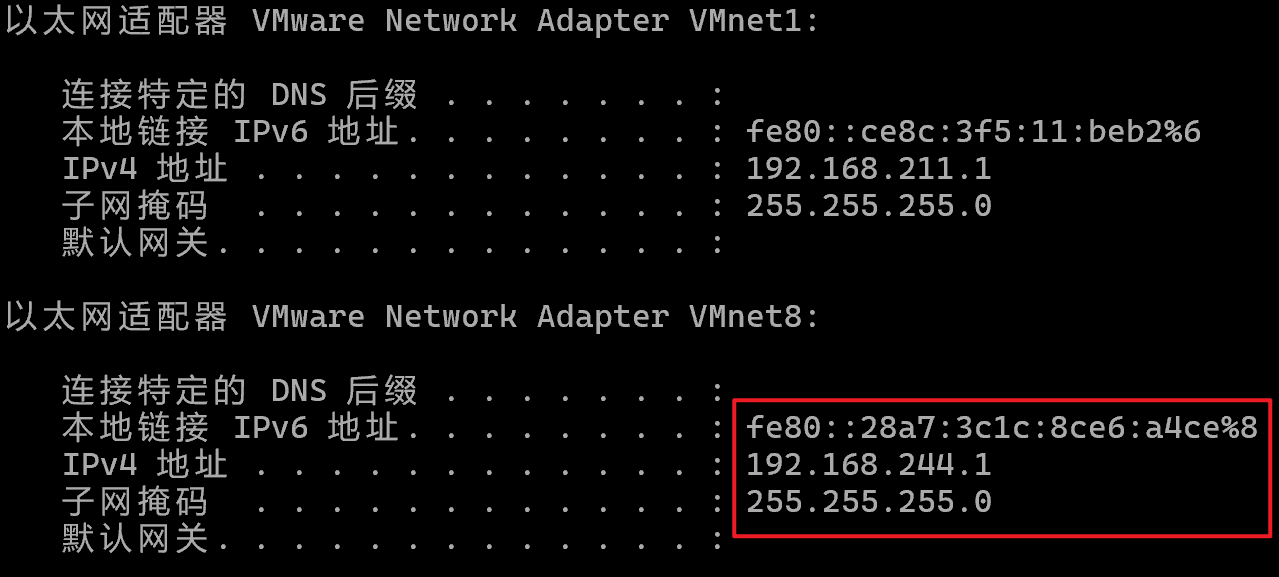 以太网适配器 VMware Network Adapter VMnet1:
连接特定的 DNS 后缀 . . . . . . . :
本地链接 IPv6 地址. . . . . . . . : fe80::ce8c:3f5:11:beb2%6
IPv4 地址 . . . . . . . . . . . . : 192.168.211.1
子网掩码  . . . . . . . . . . . . : 255.255.255.0
默认网关. . . . . . . . . . . . . :
以太网适配器 VMware Network Adapter VMnet8:
连接特定的 DNS 后缀 . . . . . . . :
本地链接 IPv6 地址. . . . . . . . : fe80::28a7:3c1c:8ce6:a4ce%8
IPv4 地址 . . . . . . . . . . . . : 192.168.244.1
子网掩码  . . . . . . . . . . . . : 255.255.255.0
默认网关. . . . . . . . . . . . . :